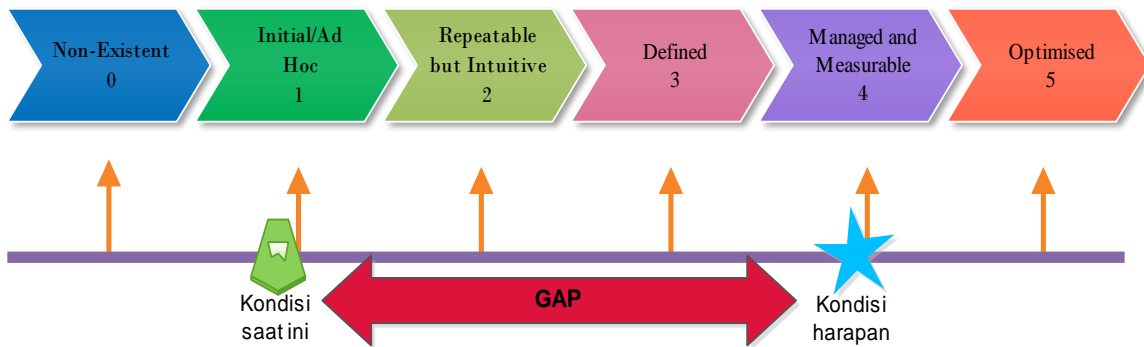 Non-Existent
0
Initial/Ad
Hoc
1
Repeatable
but Intuitive
2
Defined
3
Managed and
Measurable
4
Optimised
5
GAP
Kondisi
saat ini
Kondisi
harapan